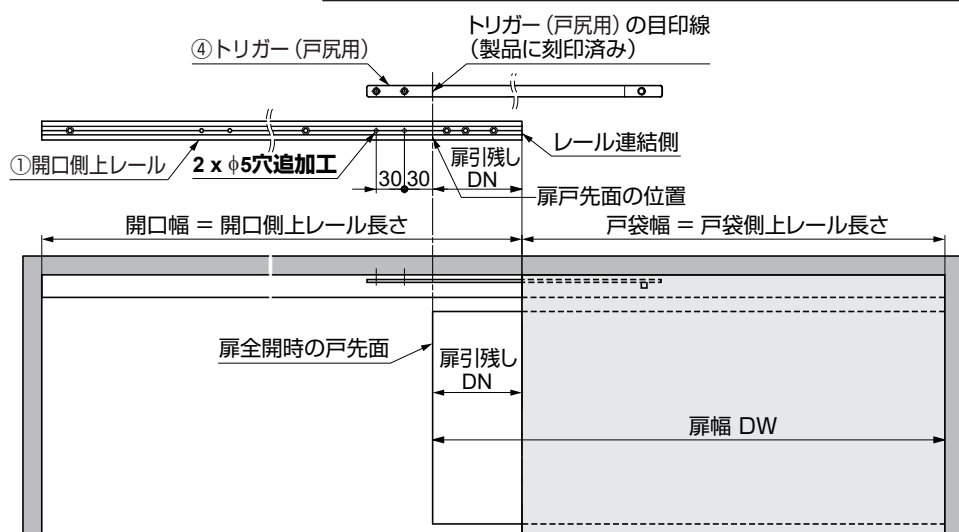 トリガー (戸尻用) の目印線
(製品に刻印済み)
④トリガー (戸尻用)
レール連結側
①開口側上レール
2 x φ5穴追加工
扉引残し
DN
30 30
扉戸先面の位置
開口幅 = 開口側上レール長さ
戸袋幅 = 戸袋側上レール長さ
扉全開時の戸先面
扉引残し
DN
扉幅 DW